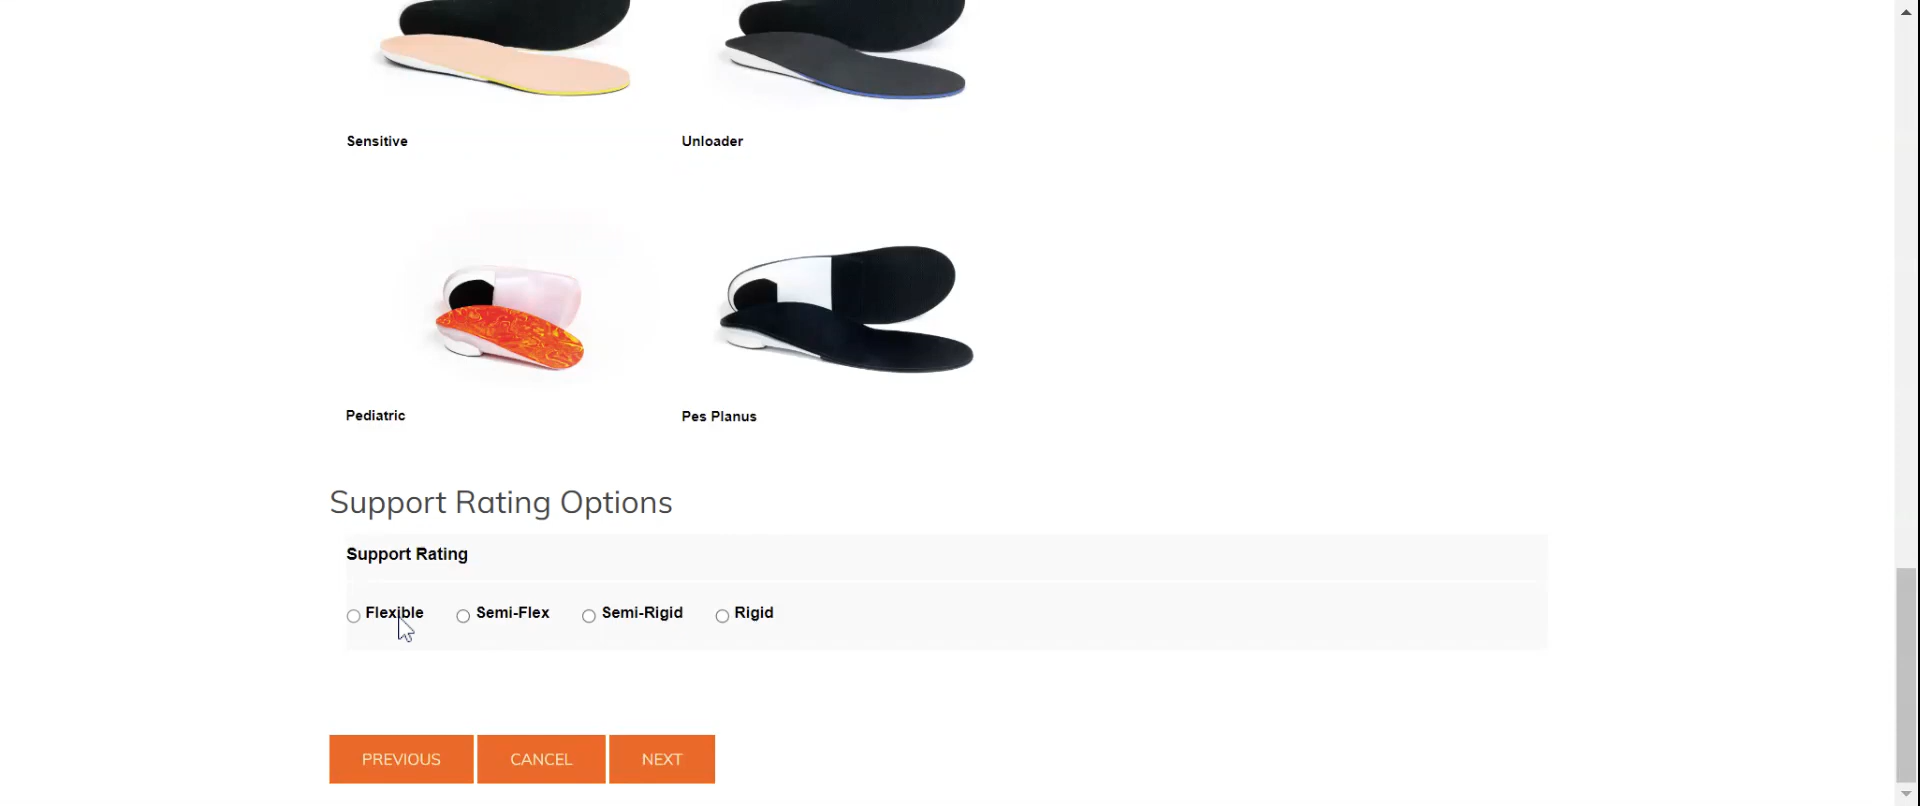 Sensitive
Unloader
Pediatric
Pes Planus
Support Rating Options
Support Rating
Flexible
Semi-Flex
Semi-Rigid
Rigid
PREVIOUS
CANCEL
NEXT